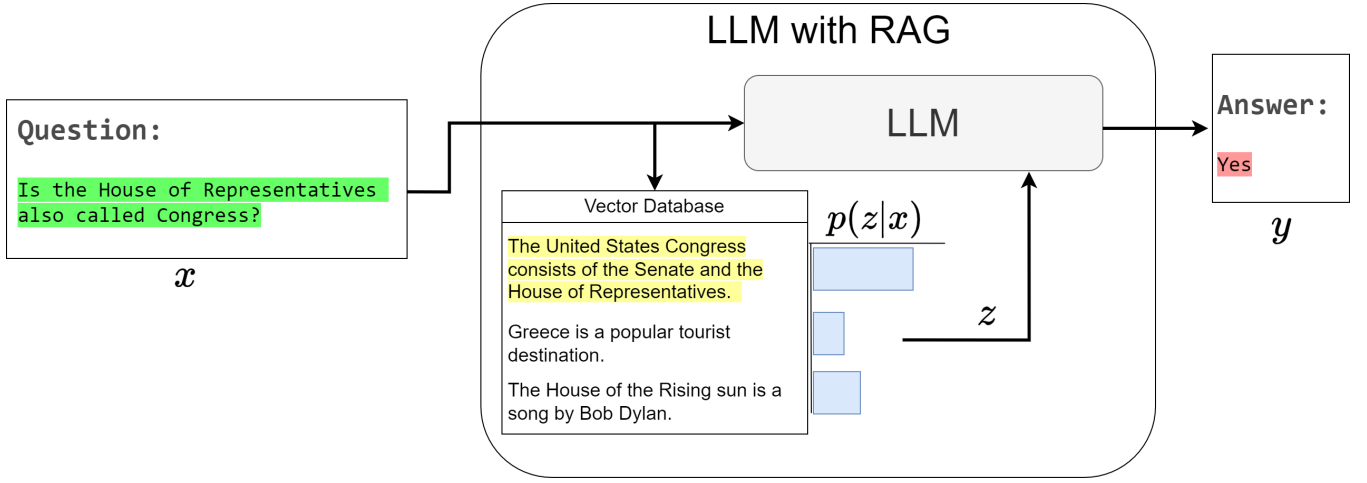 LLM with RAG
Question:
Is the House of Representatives
also called Congress?
x
LLM
Vector Database
The United States Congress
consists of the Senate and the
House of Representatives.
Greece is a popular tourist
destination.
The House of the Rising sun is a
song by Bob Dylan.
p(z|x)
z
Answer:
Yes
y